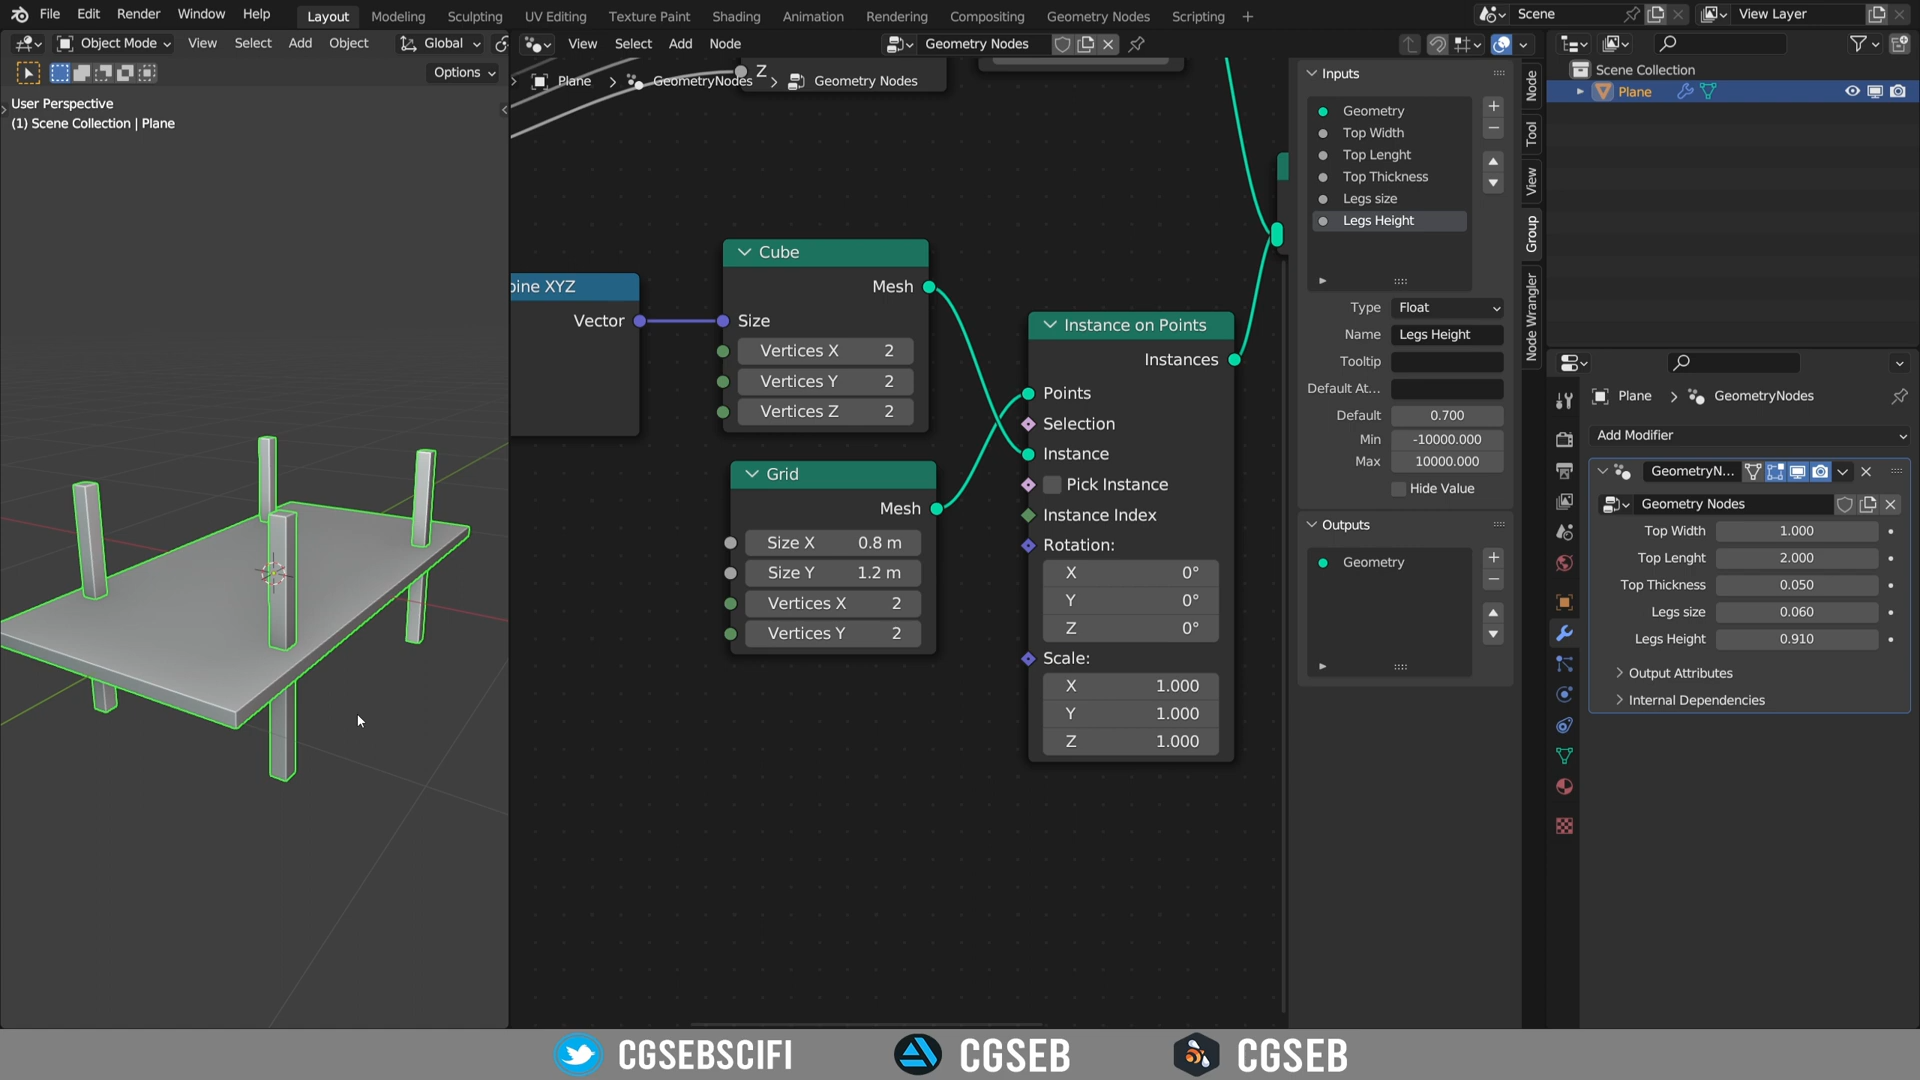 File Edit Render Window Help Layout Modeling Sculpting UV Editing Texture Paint Shading Animation Rendering Compositing Geometry Nodes Scripting + Scene View Layer
Object Mode View Select Add Object Global View Select Add Node Geometry Nodes
Options
User Perspective
(1) Scene Collection | Plane
Z
Plane > GeometryNodes > Geometry Nodes
bine XYZ
Vector
Cube
Mesh
Size
Vertices X 2
Vertices Y 2
Vertices Z 2
Grid
Mesh
Size X 0.8 m
Size Y 1.2 m
Vertices X 2
Vertices Y 2
Instance on Points
Instances
Points
Selection
Instance
Pick Instance
Instance Index
Rotation:
X 0°
Y 0°
Z 0°
Scale:
X 1.000
Y 1.000
Z 1.000
Inputs
Geometry
Top Width
Top Lenght
Top Thickness
Legs size
Legs Height
Type Float
Name Legs Height
Tooltip
Default At...
Default 0.700
Min -10000.000
Max 10000.000
Hide Value
Outputs
Geometry
Node
Tool
View
Group
Node Wrangler
Scene Collection
Plane
Plane > GeometryNodes
Add Modifier
GeometryN...
Geometry Nodes
Top Width 1.000
Top Lenght 2.000
Top Thickness 0.050
Legs size 0.060
Legs Height 0.910
Output Attributes
Internal Dependencies
CGSEBSCIFI CGSEB CGSEB